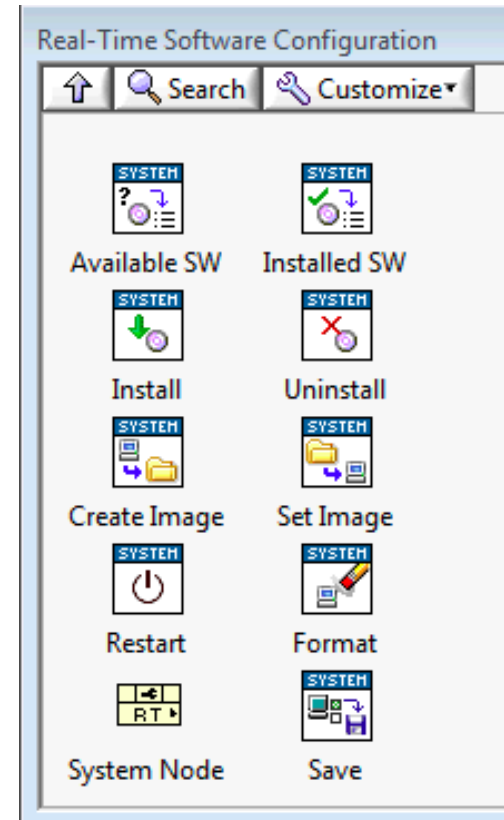 Real-Time Software Configuration
Search Customize
SYSTEM SYSTEM
?
Available SW Installed SW
SYSTEM SYSTEM
Install Uninstall
SYSTEM SYSTEM
Create Image Set Image
SYSTEM SYSTEM
Restart Format
RT SYSTEM
System Node Save